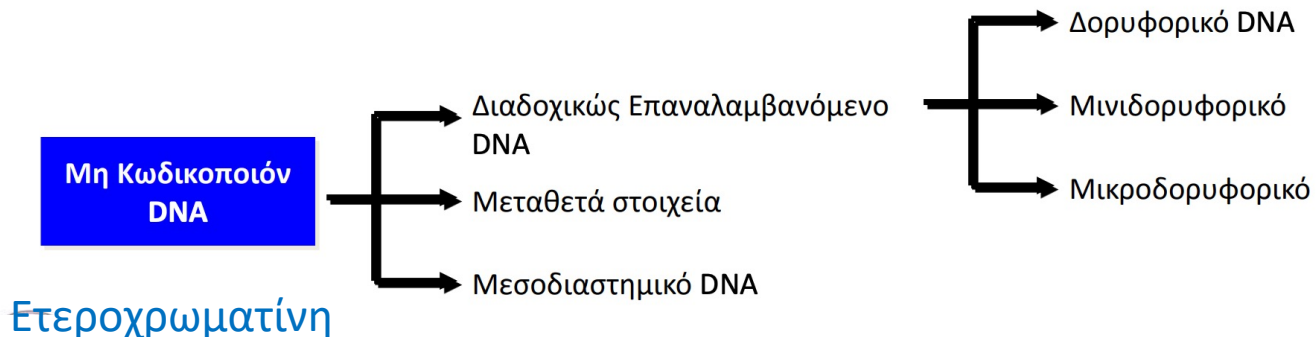 Μη Κωδικοποιόν
DNA
Διαδοχικώς Επαναλαμβανόμενο
DNA
Μεταθετά στοιχεία
Μεσοδιαστημικό DNA
Δορυφορικό DNA
Μινιδορυφορικό
Μικροδορυφορικό
Ετεροχρωματίνη